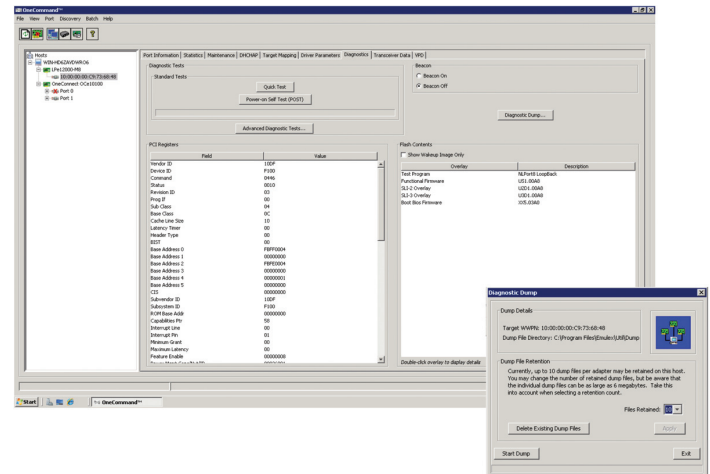 OneCommand™
File View Port Discovery Batch Help
Hosts
WIN-HD6ZAVDWRO6
LPe12000-M8
10:00:00:00:C9:73:68:48
OneConnect OCe10100
Port 0
Port 1
Port Information Statistics Maintenance DHCHAP Target Mapping Driver Parameters Diagnostics Transceiver Data VPD
Diagnostic Tests
Standard Tests
Quick Test
Power-on Self Test (POST)
Advanced Diagnostic Tests...
Beacon
Beacon On
Beacon Off
Diagnostic Dump...
PCI Registers
Field Value
Vendor ID 10DF
Device ID F100
Command 0446
Status 0010
Revision ID 03
Prog If 00
Sub Class 04
Base Class 0C
Cache Line Size 10
Latency Timer 00
Header Type 00
BIST 00
Base Address 0 FBFF0004
Base Address 1 00000000
Base Address 2 FBFE0004
Base Address 3 00000000
Base Address 4 00000001
Base Address 5 00000000
CIS 00000000
Subvendor ID 10DF
Subsystem ID F100
ROM Base Addr 00000000
Capabilities Ptr 58
Interrupt Line 00
Interrupt Pin 01
Minimum Grant 00
Maximum Latency 00
Feature Enable 00000008
Flash Contents
Show Wakeup Image Only
Overlay Description
Test Program NLPort8 LoopBack
Functional Firmware US1.00A8
SLI-2 Overlay U2D1.00A8
SLI-3 Overlay U3D1.00A8
Boot Bios Firmware
Double-click overlay to display details
Start
OneCommand™
Diagnostic Dump
Dump Details
Target WWPN: 10:00:00:00:C9:73:68:48
Dump File Directory: C:\Program Files\Emulex\Util\Dump
Dump File Retention
Currently, up to 10 dump files per adapter may be retained on this host.
You may change the number of retained dump files, but be aware that
the individual dump files can be as large as 6 megabytes. Take this
into account when selecting a retention count.
Files Retained: 10
Delete Existing Dump Files
Apply
Start Dump
Exit